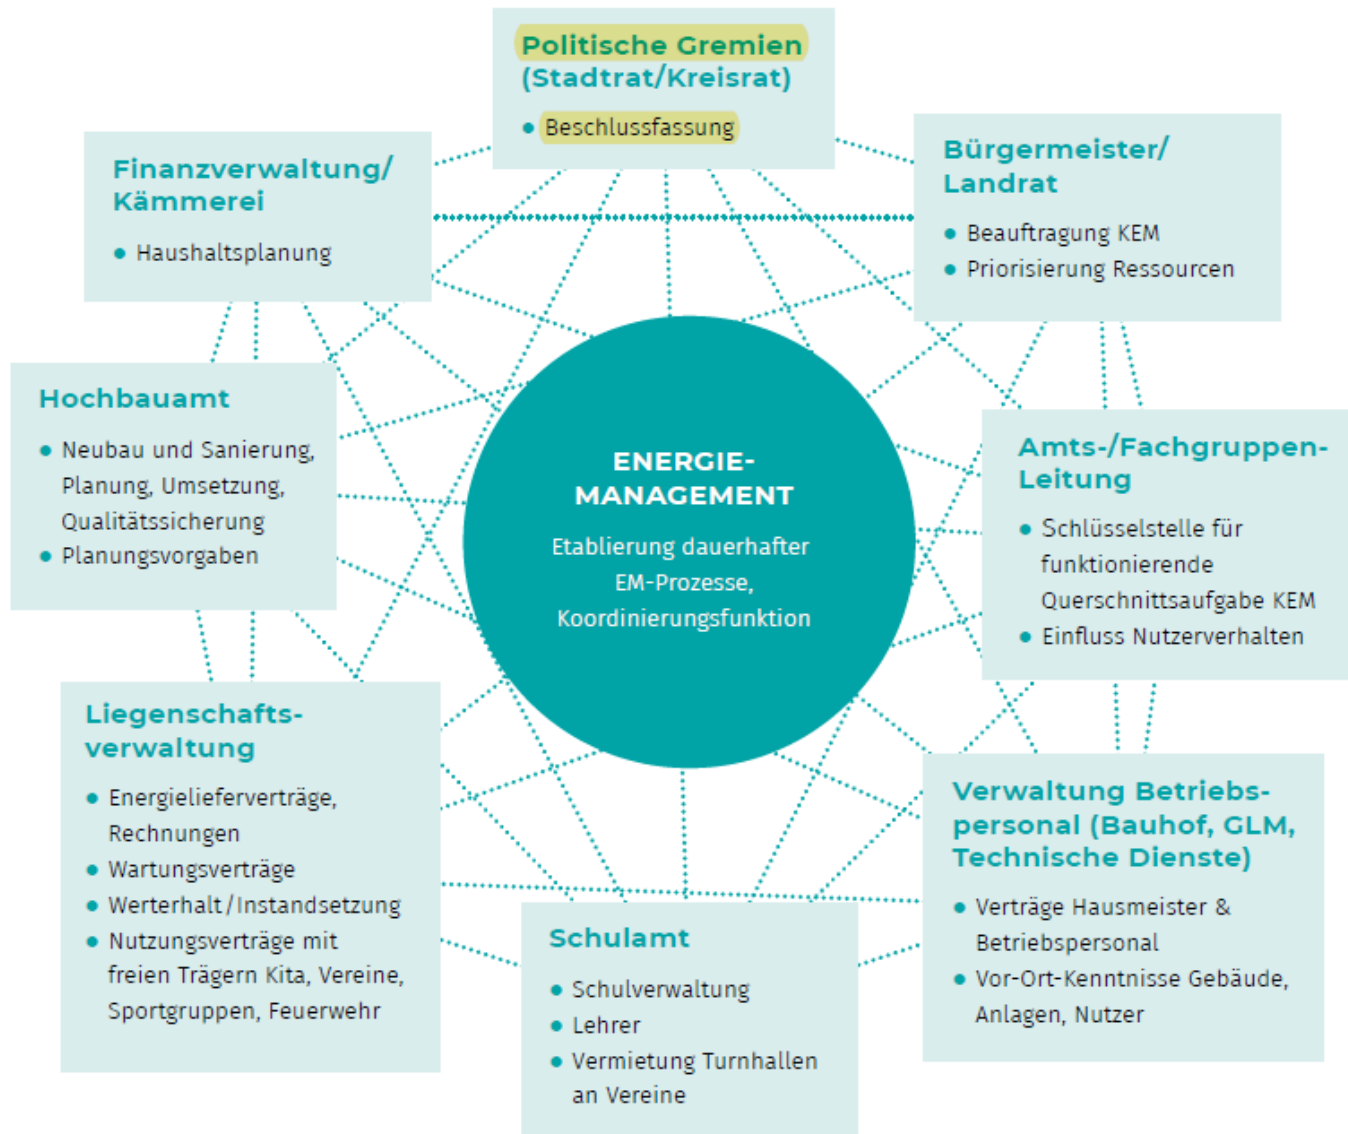 Politische Gremien
(Stadtrat/Kreisrat)
• Beschlussfassung
Finanzverwaltung/
Kämmerei
• Haushaltsplanung
Bürgermeister/
Landrat
• Beauftragung KEM
• Priorisierung Ressourcen
Hochbauamt
• Neubau und Sanierung,
Planung, Umsetzung,
Qualitätssicherung
• Planungsvorgaben
ENERGIE-
MANAGEMENT
Etablierung dauerhafter
EM-Prozesse,
Koordinierungsfunktion
Amts-/Fachgruppen-
Leitung
• Schlüsselstelle für
funktionierende
Querschnittsaufgabe KEM
• Einfluss Nutzerverhalten
Liegenschafts-
verwaltung
• Energielieferverträge,
Rechnungen
• Wartungsverträge
• Werterhalt/Instandsetzung
• Nutzungsverträge mit
freien Trägern Kita, Vereine,
Sportgruppen, Feuerwehr
Schulamt
• Schulverwaltung
• Lehrer
• Vermietung Turnhallen
an Vereine
Verwaltung Betriebs-
personal (Bauhof, GLM,
Technische Dienste)
• Verträge Hausmeister &
Betriebspersonal
• Vor-Ort-Kenntnisse Gebäude,
Anlagen, Nutzer